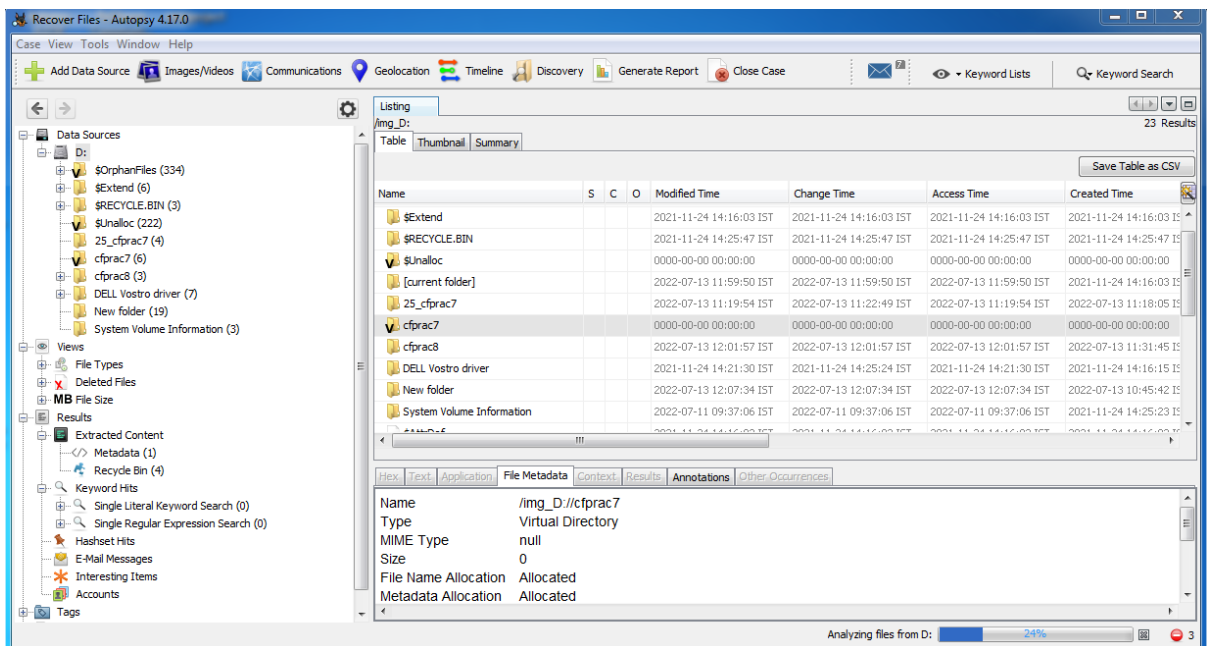 Recover Files - Autopsy 4.17.0
Case View Tools Window Help
Add Data Source Images/Videos Communications Geolocation Timeline Discovery Generate Report Close Case 7 Keyword Lists Keyword Search
Listing
/img_D: 23 Results
Table Thumbnail Summary
Save Table as CSV
Data Sources
D:
$OrphanFiles (334)
$Extend (6)
$RECYCLE.BIN (3)
$Unalloc (222)
25_cfprac7 (4)
cfprac7 (6)
cfprac8 (3)
DELL Vostro driver (7)
New folder (19)
System Volume Information (3)
Views
File Types
Deleted Files
MB File Size
Results
Extracted Content
Metadata (1)
Recycle Bin (4)
Keyword Hits
Single Literal Keyword Search (0)
Single Regular Expression Search (0)
Hashset Hits
E-Mail Messages
Interesting Items
Accounts
Tags
Name S C O Modified Time Change Time Access Time Created Time
$Extend 2021-11-24 14:16:03 IST 2021-11-24 14:16:03 IST 2021-11-24 14:16:03 IST 2021-11-24 14:16:03 IS
$RECYCLE.BIN 2021-11-24 14:25:47 IST 2021-11-24 14:25:47 IST 2021-11-24 14:25:47 IST 2021-11-24 14:25:47 IS
$Unalloc 0000-00-00 00:00:00 0000-00-00 00:00:00 0000-00-00 00:00:00 0000-00-00 00:00:00
[current folder] 2022-07-13 11:59:50 IST 2022-07-13 11:59:50 IST 2022-07-13 11:59:50 IST 2021-11-24 14:16:03 IS
25_cfprac7 2022-07-13 11:19:54 IST 2022-07-13 11:22:49 IST 2022-07-13 11:19:54 IST 2022-07-13 11:18:05 IS
cfprac7 0000-00-00 00:00:00 0000-00-00 00:00:00 0000-00-00 00:00:00 0000-00-00 00:00:00
cfprac8 2022-07-13 12:01:57 IST 2022-07-13 12:01:57 IST 2022-07-13 12:01:57 IST 2022-07-13 11:31:45 IS
DELL Vostro driver 2021-11-24 14:21:30 IST 2021-11-24 14:25:24 IST 2021-11-24 14:21:30 IST 2021-11-24 14:16:15 IS
New folder 2022-07-13 12:07:34 IST 2022-07-13 12:07:34 IST 2022-07-13 12:07:34 IST 2022-07-13 10:45:42 IS
System Volume Information 2022-07-11 09:37:06 IST 2022-07-11 09:37:06 IST 2022-07-11 09:37:06 IST 2021-11-24 14:25:23 IS
Hex Text Application File Metadata Context Results Annotations Other Occurrences
Name /img_D://cfprac7
Type Virtual Directory
MIME Type null
Size 0
File Name Allocation Allocated
Metadata Allocation Allocated
Analyzing files from D: 24% 3